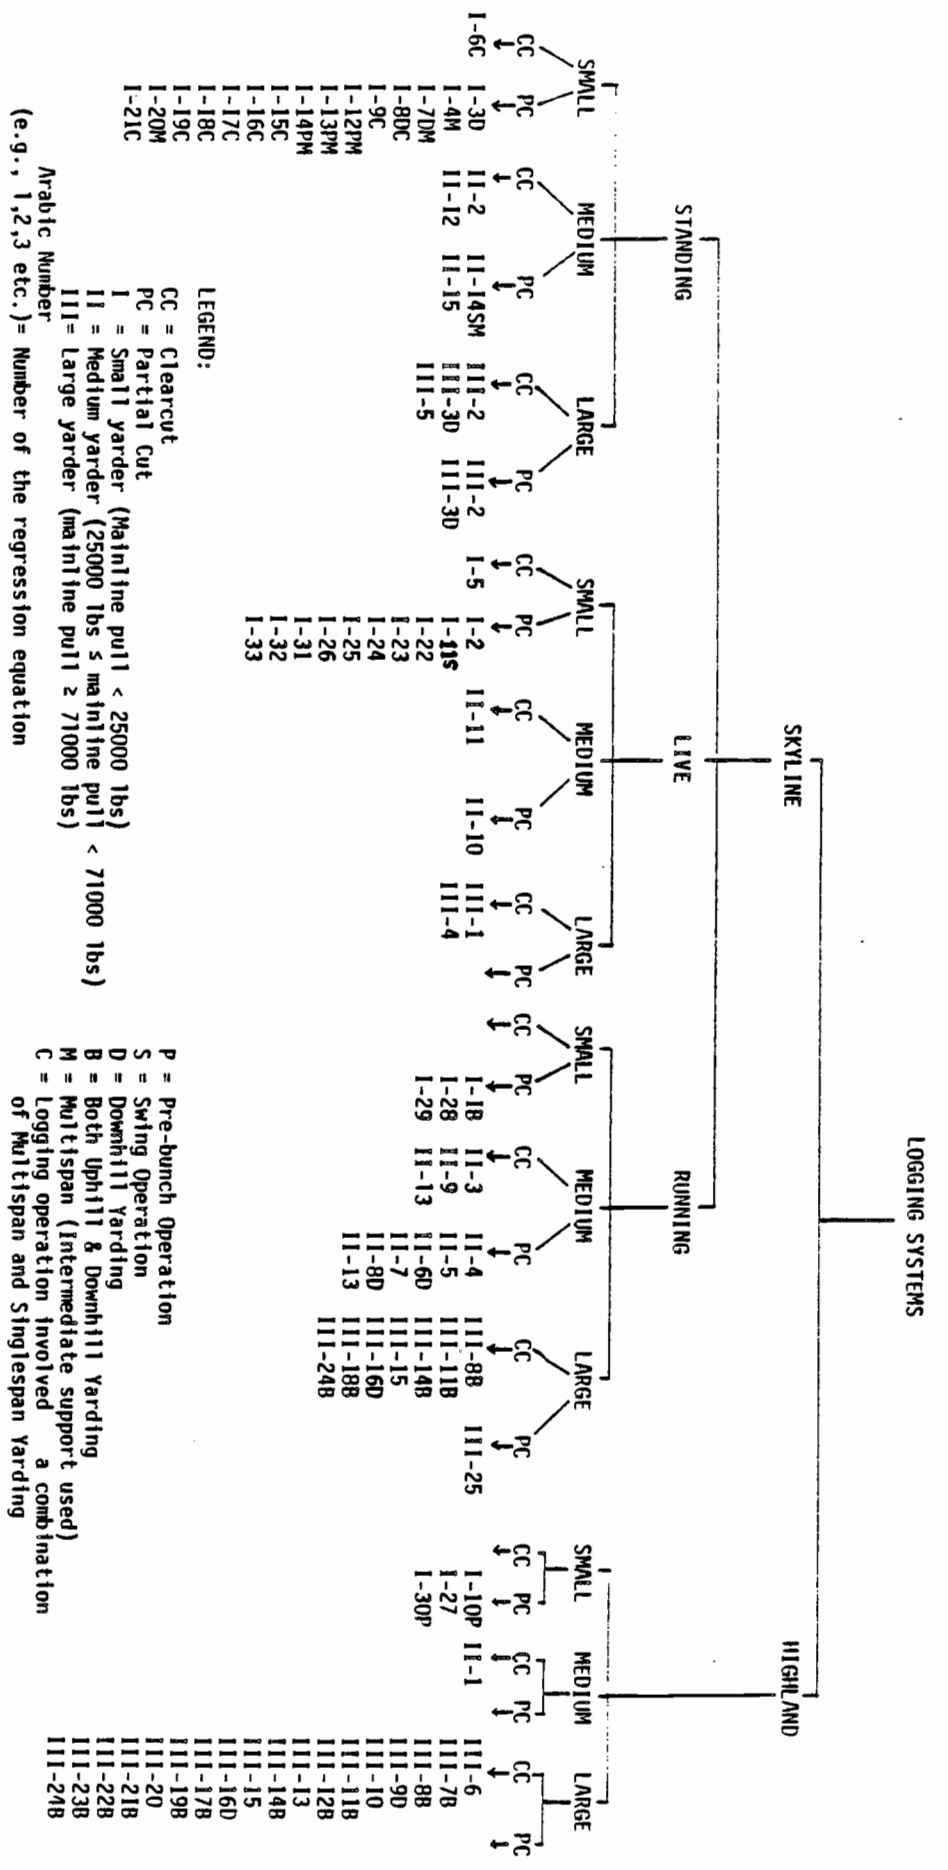 LOGGING SYSTEMS
SKYLINE HIGHLAND
STANDING LIVE RUNNING
SMALL MEDIUM LARGE SMALL MEDIUM LARGE SMALL MEDIUM LARGE SMALL MEDIUM LARGE
CC PC CC PC CC PC CC PC CC PC CC PC CC PC CC PC CC PC CC PC CC PC CC PC
I-6C I-3D II-2 II-14SM III-2 III-2 I-5 I-2 II-11 II-10 III-1 I-1B II-3 II-4 III-8B III-25 I-10P II-1 III-6
I-4M II-12 II-15 III-3D III-3D I-11S III-4 I-28 II-9 II-5 III-11B I-27 III-7B
I-7DM III-5 I-22 I-29 II-13 II-6D III-14B I-30P III-8B
I-8DC I-23 II-7 III-15 III-9D
I-9C I-24 II-8D III-16D III-10
I-12PM I-25 II-13 III-18B III-11B
I-13PM I-26 III-24B III-12B
I-14PM I-31 III-13
I-15C I-32 III-14B
I-16C I-33 III-15
I-17C III-16D
I-18C III-17B
I-19C III-19B
I-20M III-20
I-21C III-21B
III-22B
III-23B
III-24B
LEGEND:
CC = Clearcut
PC = Partial Cut
I = Small yarder (Mainline pull < 25000 lbs)
II = Medium yarder (25000 lbs ≤ mainline pull < 71000 lbs)
III= Large yarder (mainline pull ≥ 71000 lbs)
Arabic Number
(e.g., 1,2,3 etc.)= Number of the regression equation
P = Pre-bunch Operation
S = Swing Operation
D = Downhill Yarding
B = Both Uphill & Downhill Yarding
M = Multispan (Intermediate support used)
C = Logging operation involved a combination
of Multispan and Singlespan Yarding